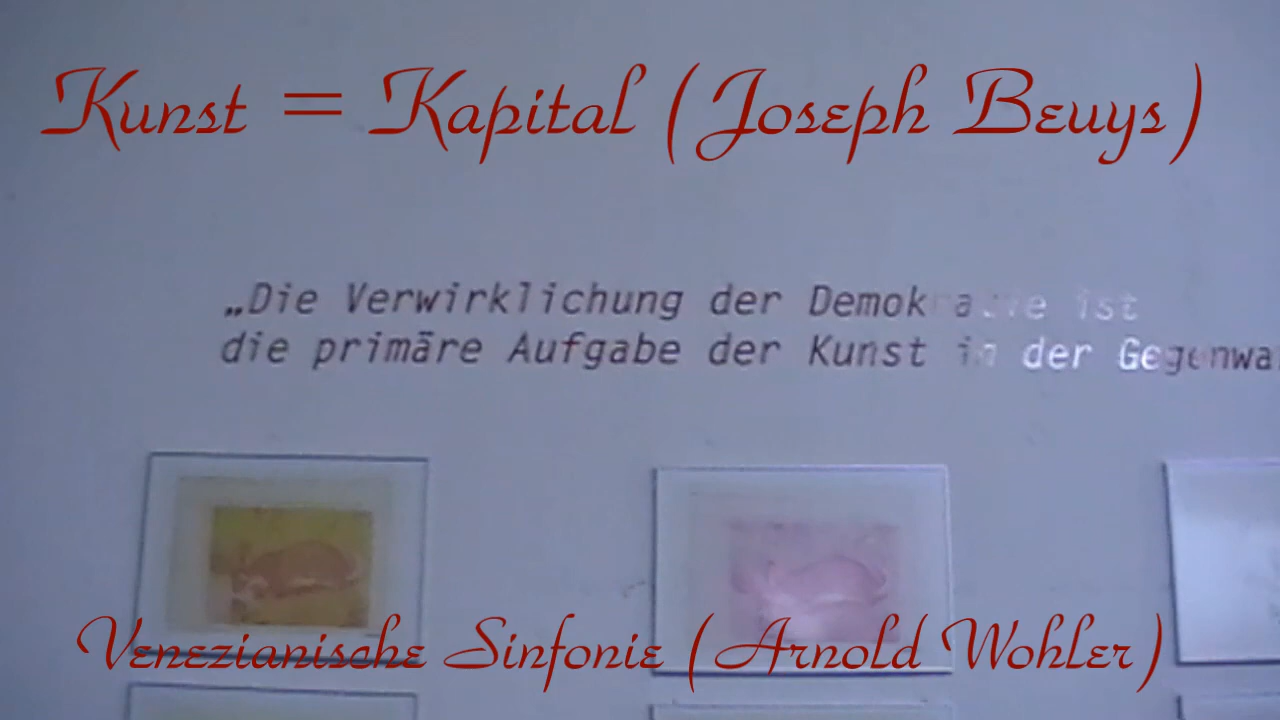 Kunst = Kapital (Joseph Beuys)
„Die Verwirklichung der Demokratie ist
die primäre Aufgabe der Kunst in der Gegenwa
Venezianische Sinfonie (Arnold Wohler)